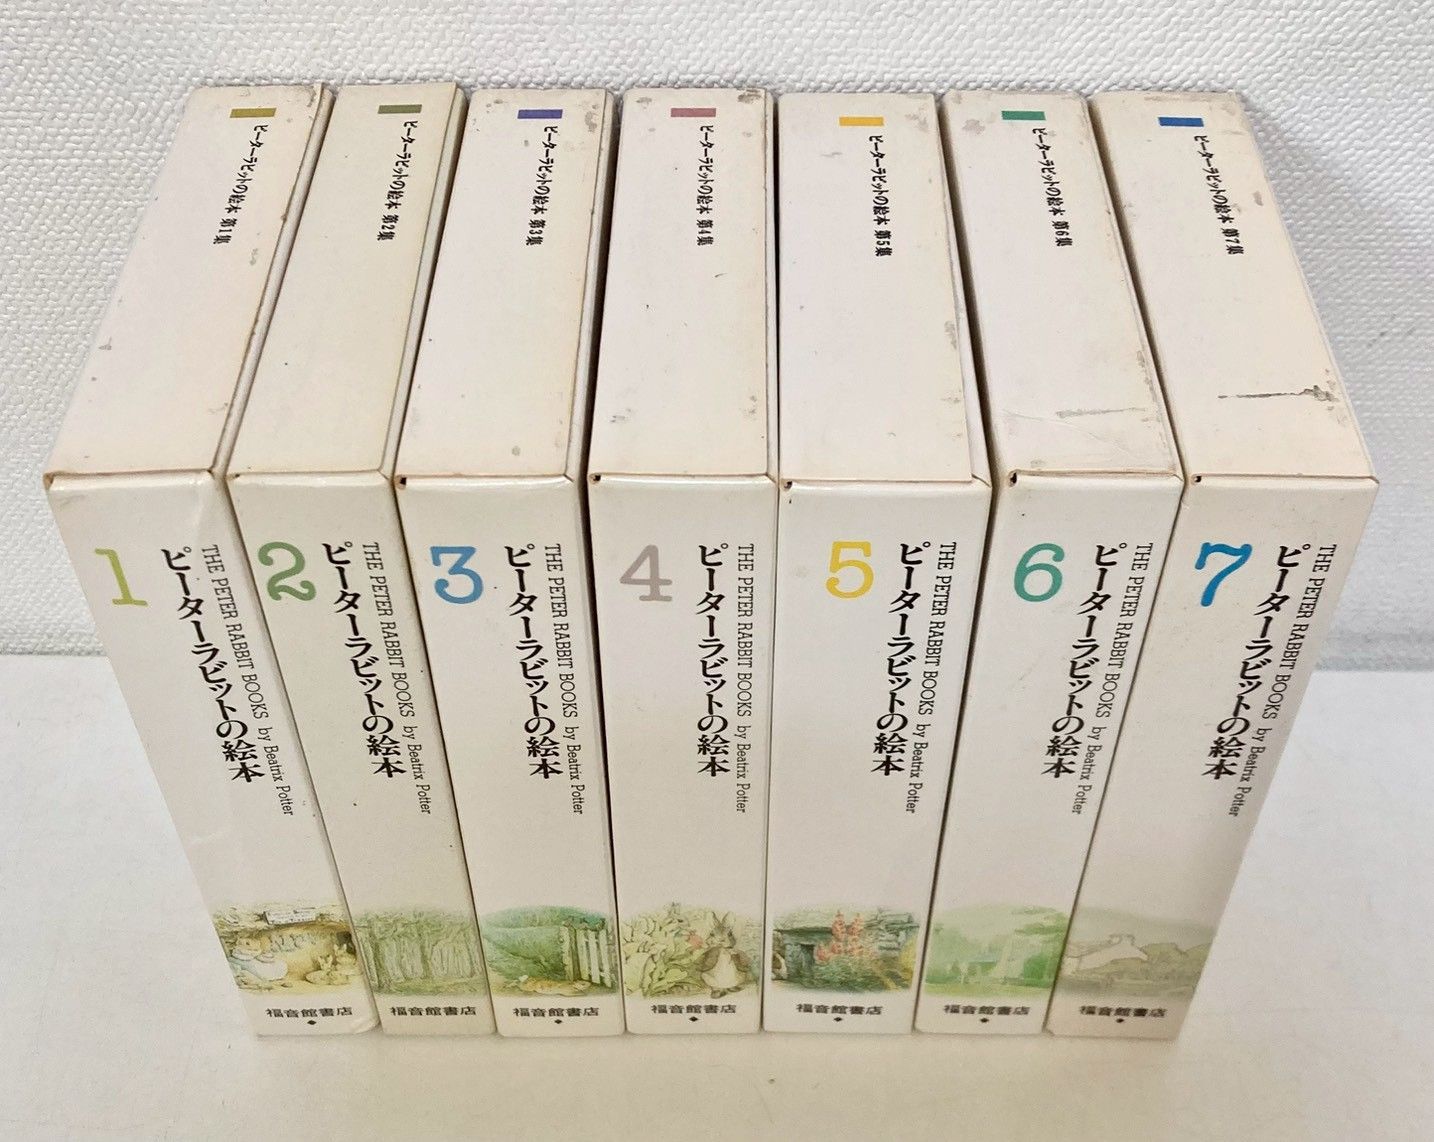 ピーターラビットの絵本 第1集
ピーターラビットの絵本 第2集
ピーターラビットの絵本 第3集
ピーターラビットの絵本 第4集
ピーターラビットの絵本 第5集
ピーターラビットの絵本 第6集
ピーターラビットの絵本 第7集
1
THE PETER RABBIT BOOKS by Beatrix Potter
ピーターラビットの絵本
福音館書店
2
THE PETER RABBIT BOOKS by Beatrix Potter
ピーターラビットの絵本
福音館書店
3
THE PETER RABBIT BOOKS by Beatrix Potter
ピーターラビットの絵本
福音館書店
4
THE PETER RABBIT BOOKS by Beatrix Potter
ピーターラビットの絵本
福音館書店
5
THE PETER RABBIT BOOKS by Beatrix Potter
ピーターラビットの絵本
福音館書店
6
THE PETER RABBIT BOOKS by Beatrix Potter
ピーターラビットの絵本
福音館書店
7
THE PETER RABBIT BOOKS by Beatrix Potter
ピーターラビットの絵本
福音館書店